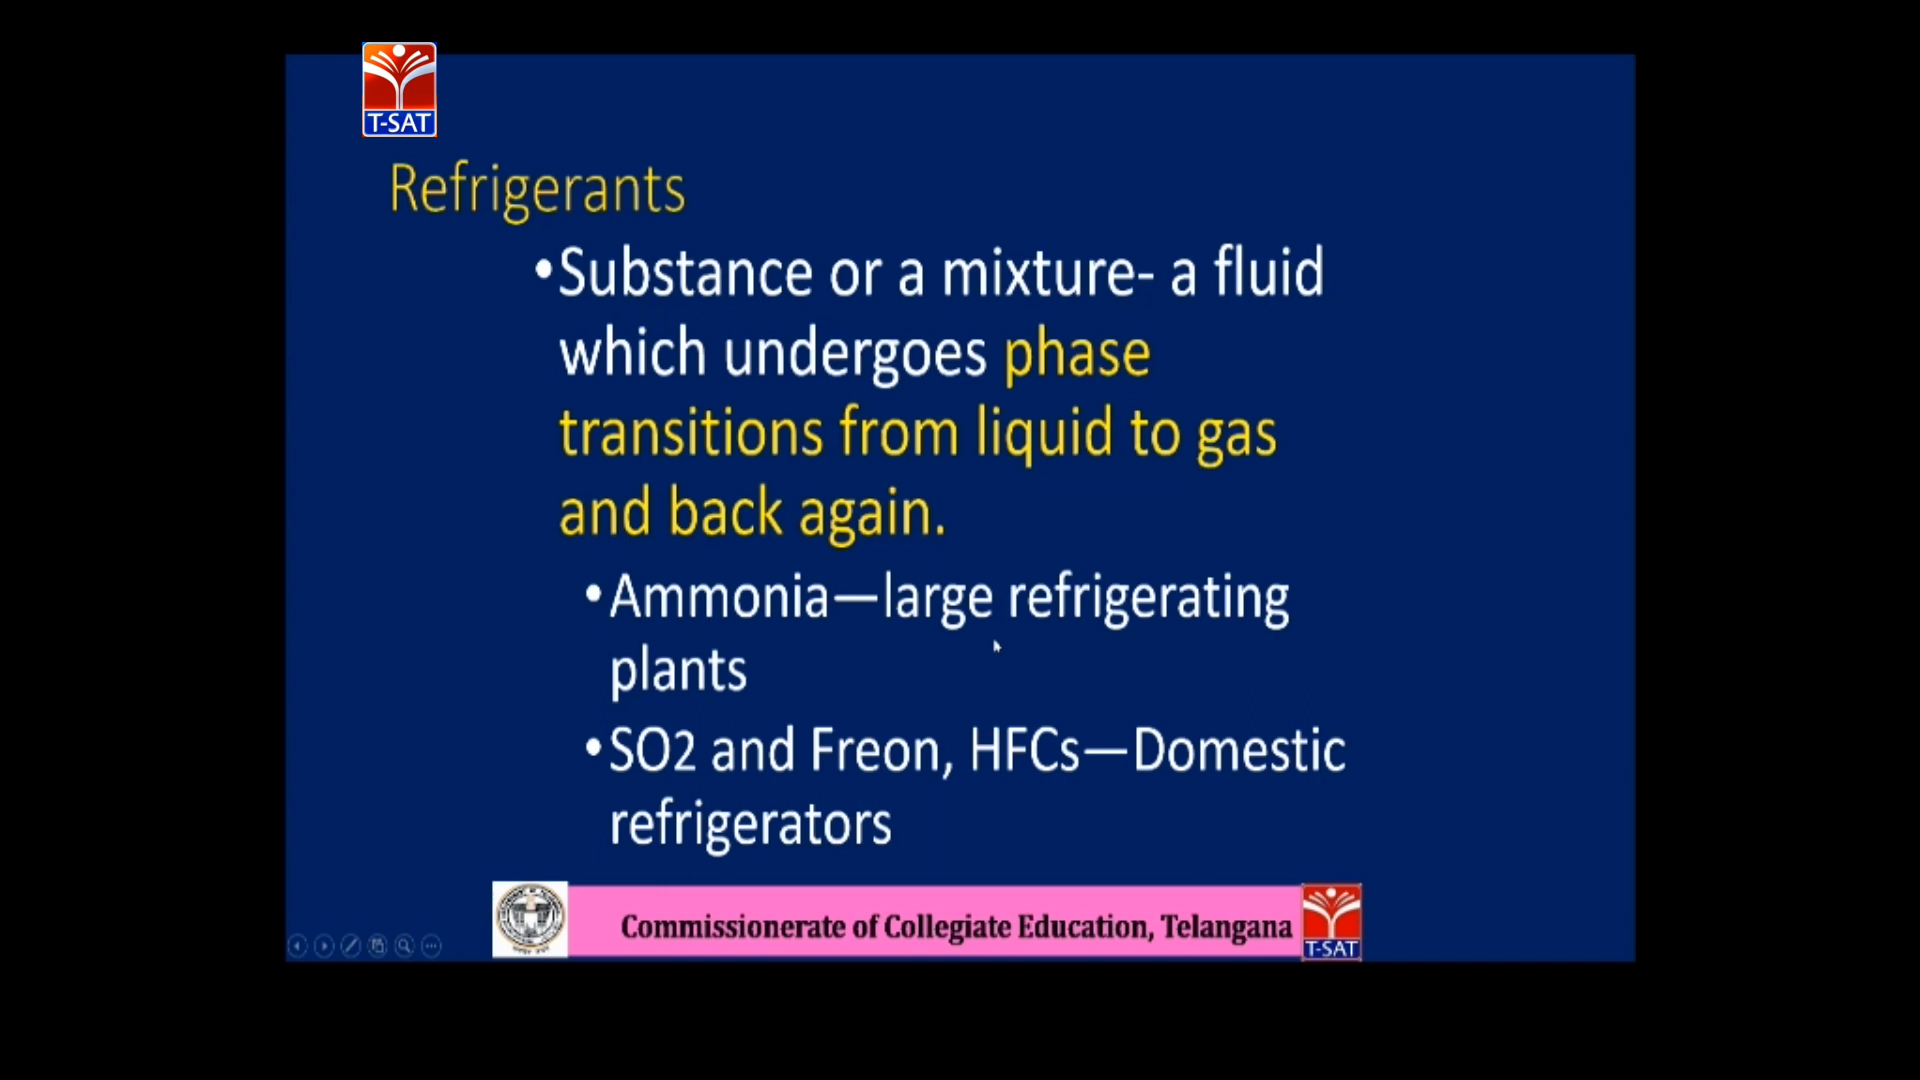 T-SAT
Refrigerants
•Substance or a mixture- a fluid
which undergoes phase
transitions from liquid to gas
and back again.
•Ammonia—large refrigerating
plants
•SO2 and Freon, HFCs—Domestic
refrigerators
Commissionerate of Collegiate Education, Telangana
T-SAT